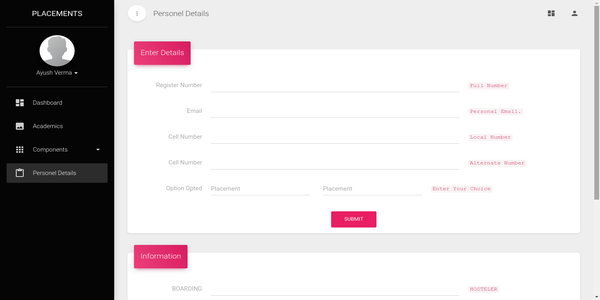 PLACEMENTS
Ayush Verma
Dashboard
Academics
Components
Personel Details
Personel Details
Enter Details
Register Number Full Number
Email Personal Email.
Cell Number Local Number
Cell Number Alternate Number
Option Opted Placement Placement Enter Your Choice
SUBMIT
Information
BOARDING HOSTELER